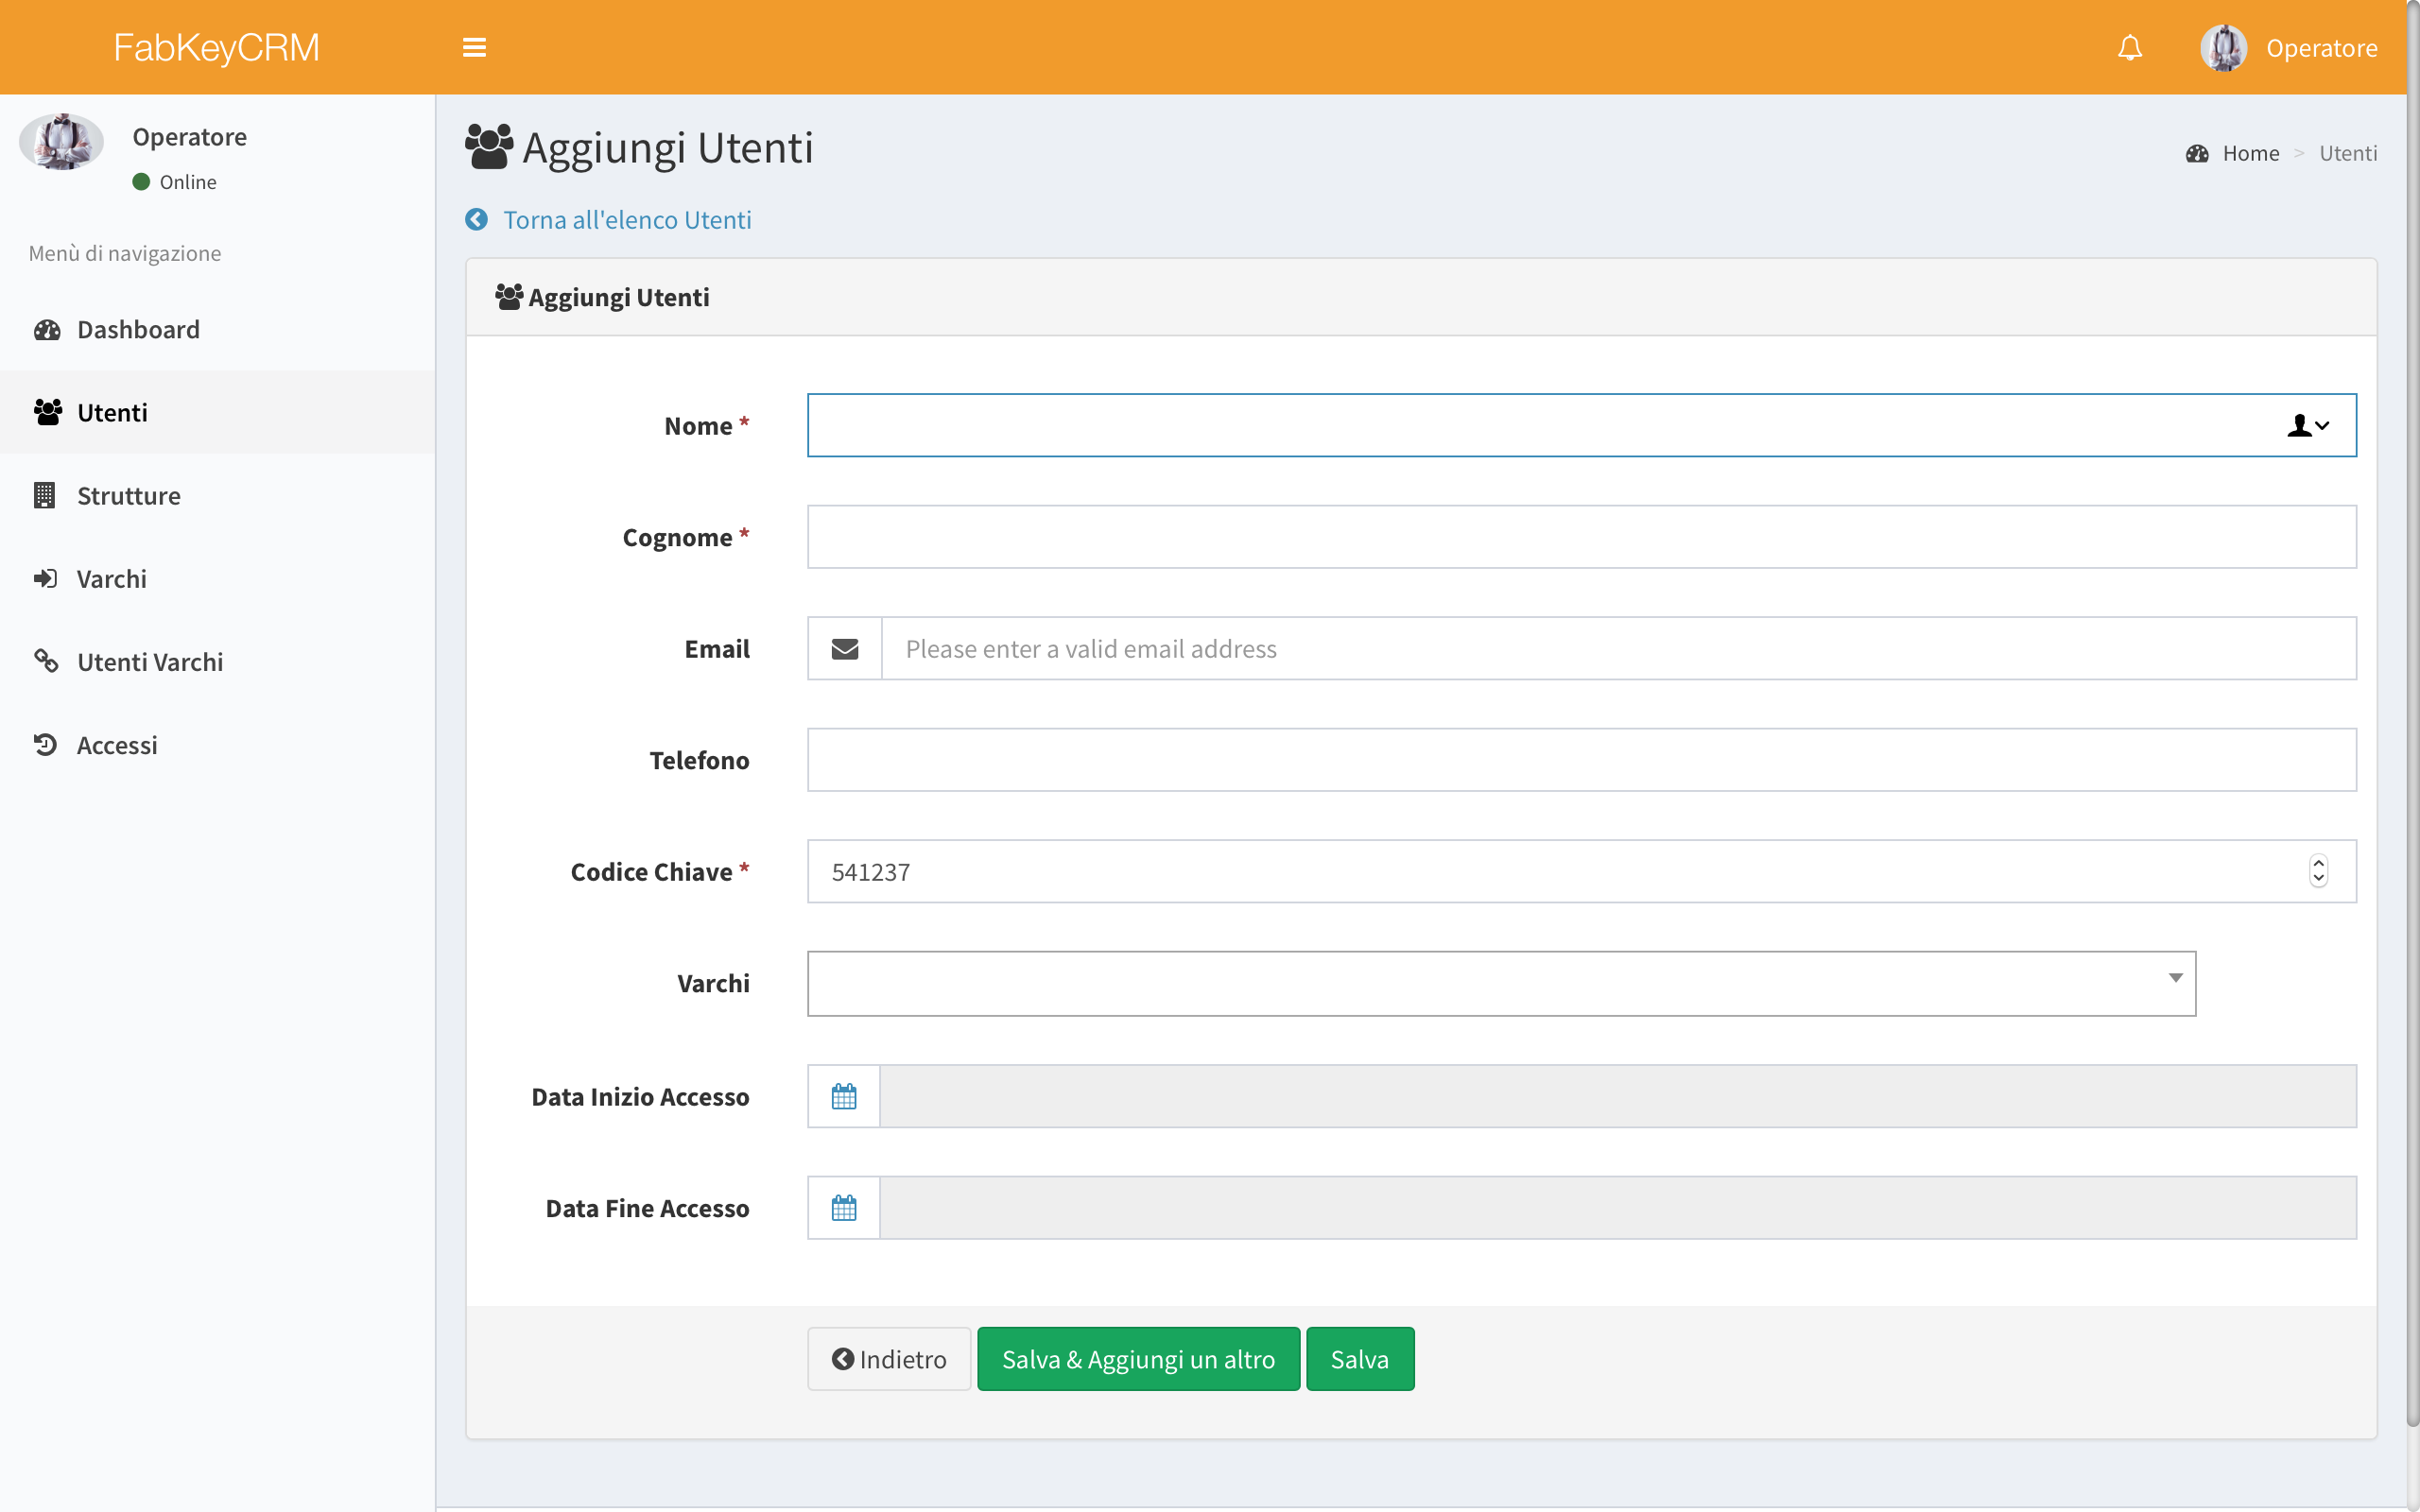 FabKeyCRM
Operatore
Operatore
Online
Menù di navigazione
Dashboard
Utenti
Strutture
Varchi
Utenti Varchi
Accessi
Aggiungi Utenti
Home > Utenti
Torna all'elenco Utenti
Aggiungi Utenti
Nome *
Cognome *
Email
Please enter a valid email address
Telefono
Codice Chiave *
541237
Varchi
Data Inizio Accesso
Data Fine Accesso
Indietro
Salva & Aggiungi un altro
Salva